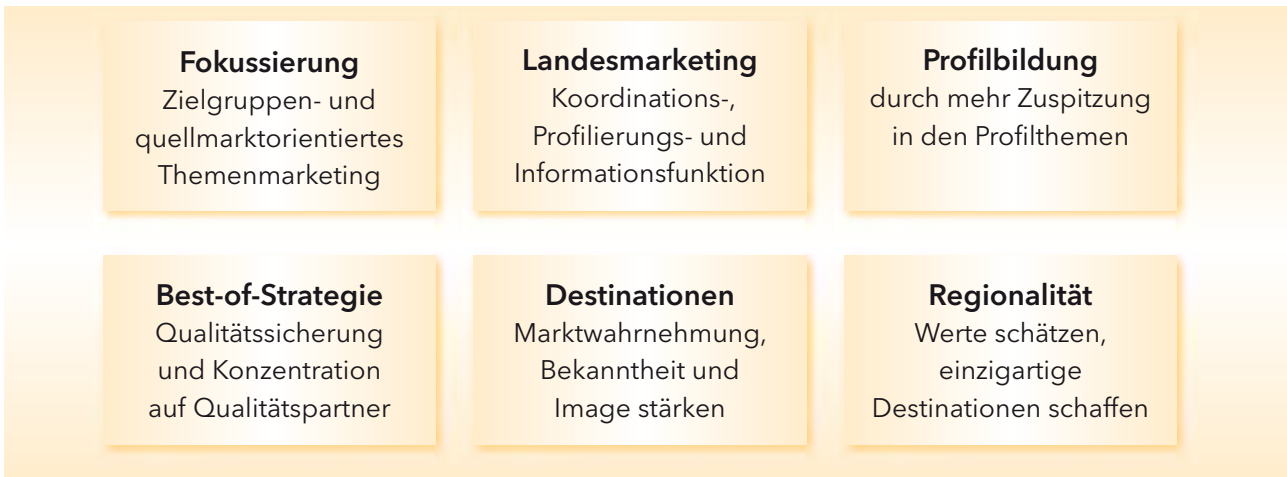 Fokussierung
Zielgruppen- und
quellmarktorientiertes
Themenmarketing
Landesmarketing
Koordinations-,
Profilierungs- und
Informationsfunktion
Profilbildung
durch mehr Zuspitzung
in den Profilthemen
Best-of-Strategie
Qualitätssicherung
und Konzentration
auf Qualitätspartner
Destinationen
Marktwahrnehmung,
Bekanntheit und
Image stärken
Regionalität
Werte schätzen,
einzigartige
Destinationen schaffen